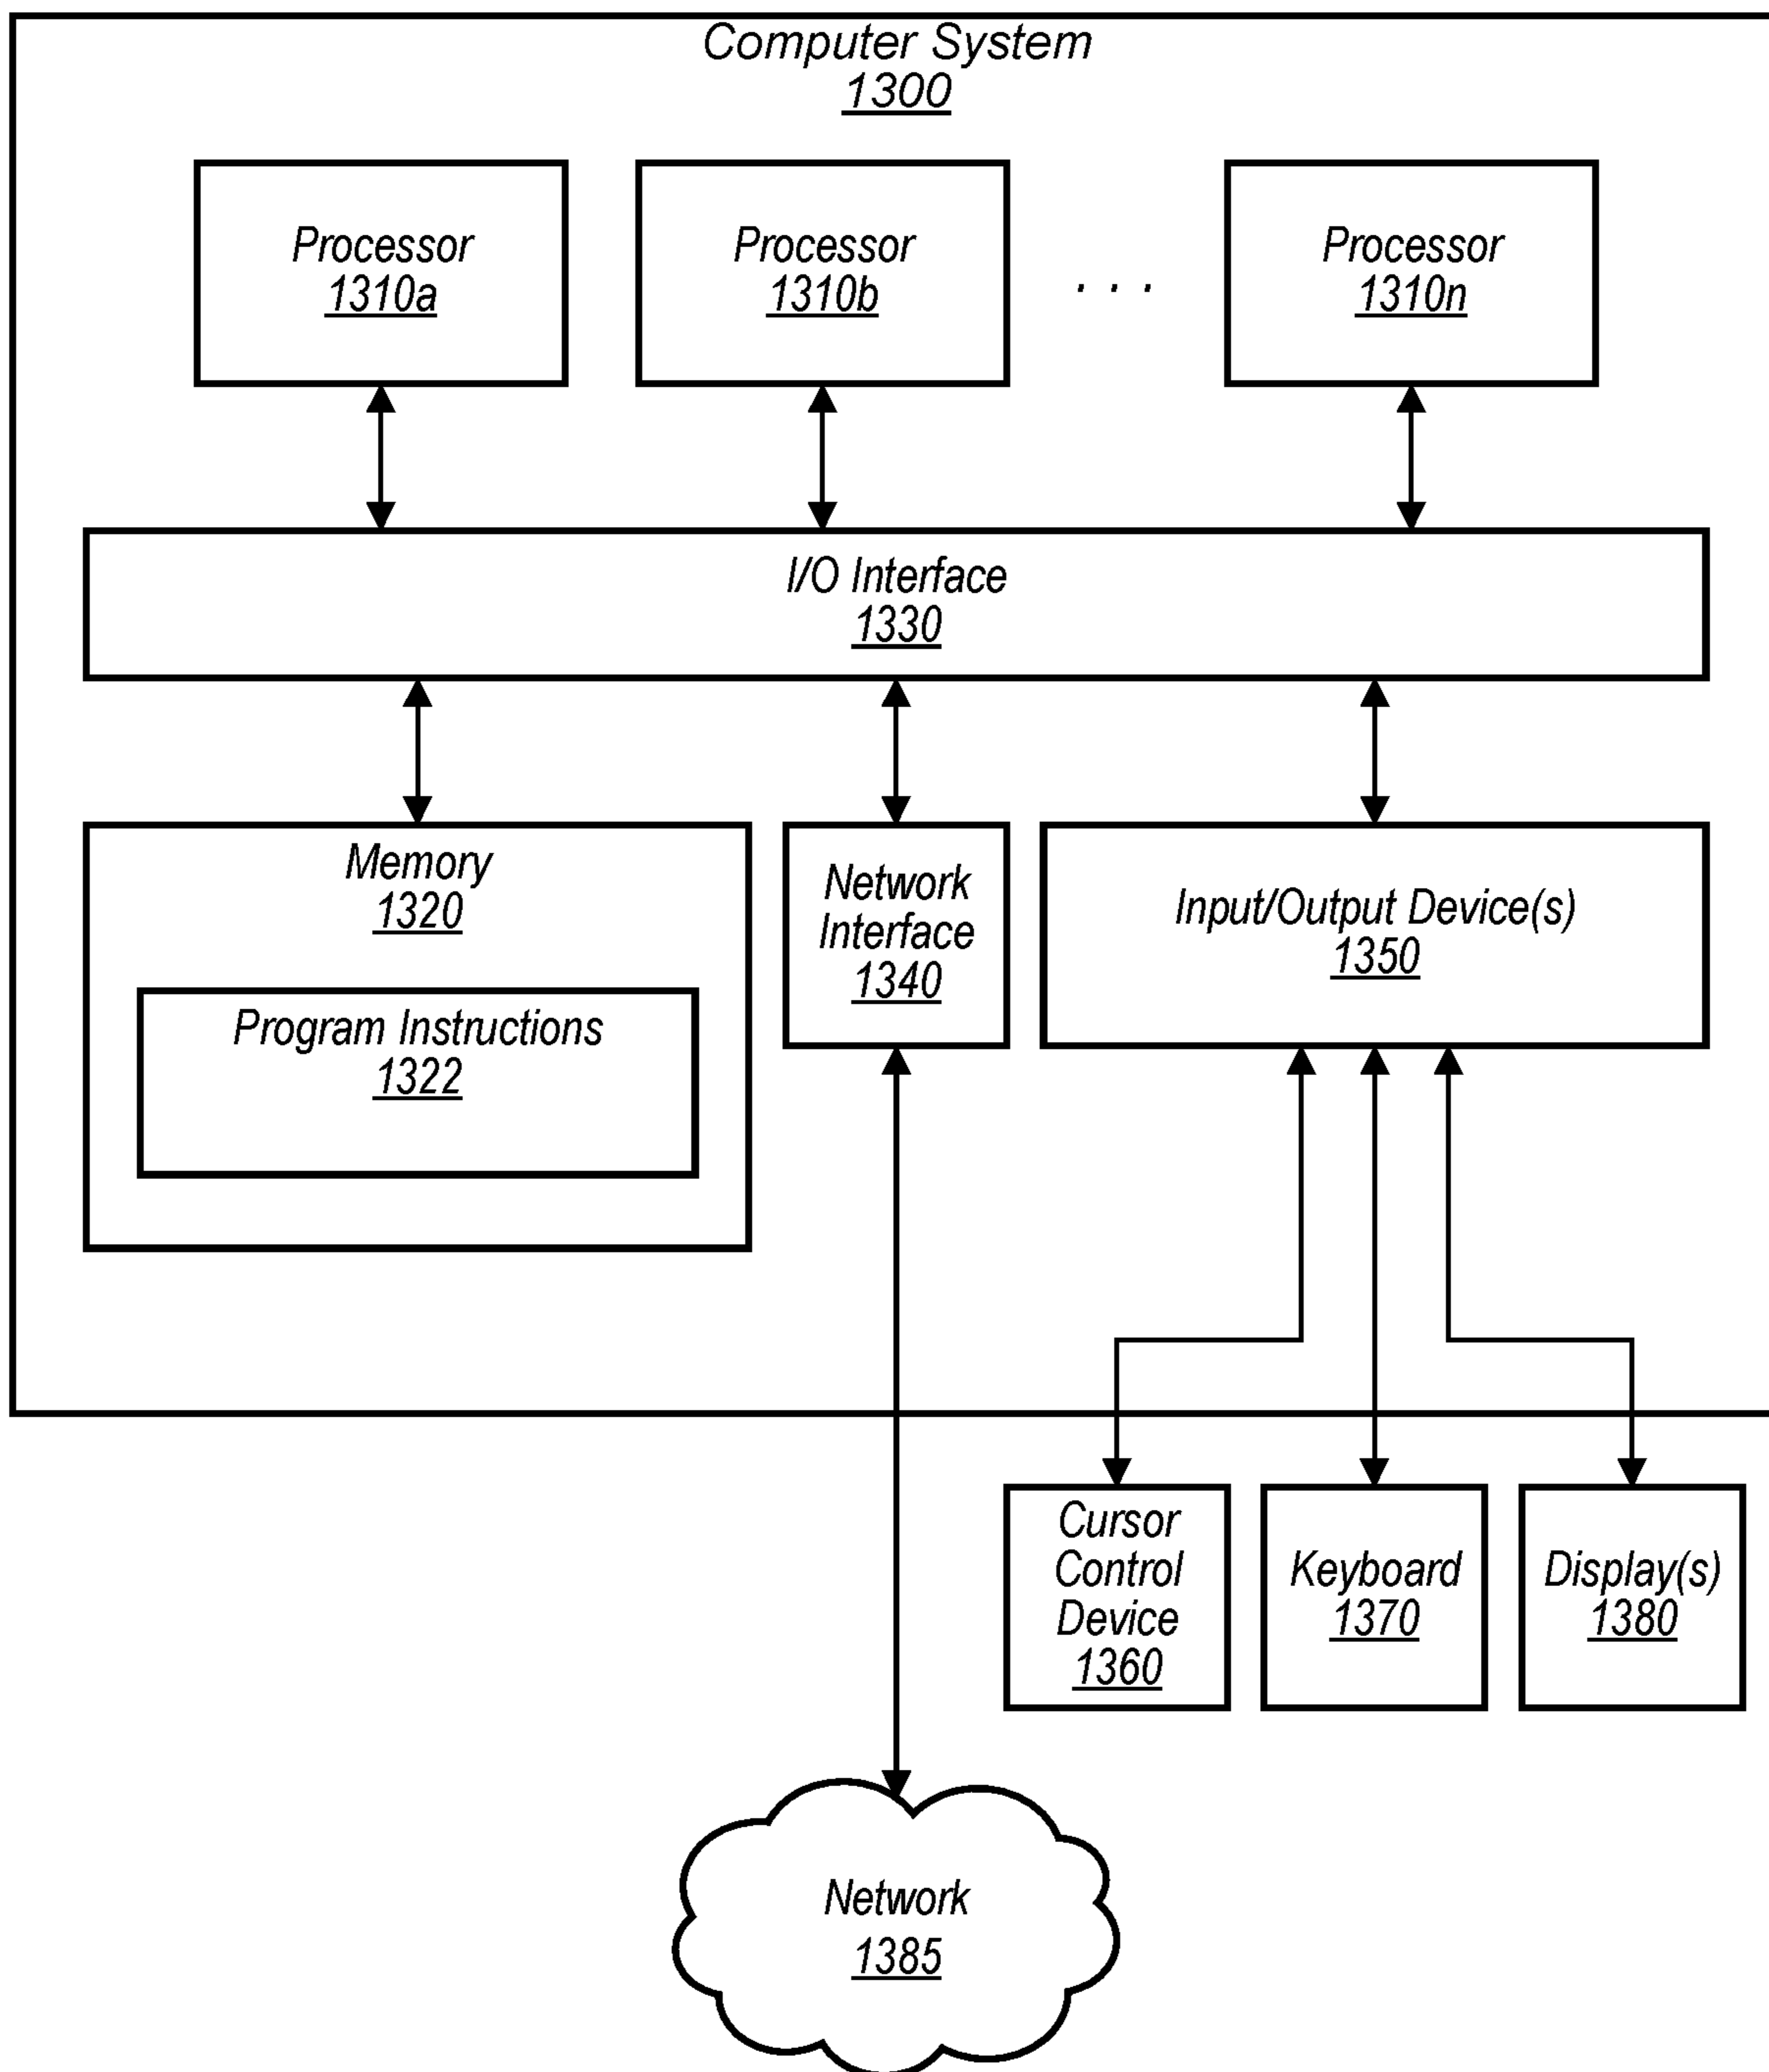 Computer System
1300
Processor
1310a
Processor
1310b
. . .
Processor
1310n
I/O Interface
1330
Memory
1320
Program Instructions
1322
Network
Interface
1340
Input/Output Device(s)
1350
Cursor
Control
Device
1360
Keyboard
1370
Display(s)
1380
Network
1385